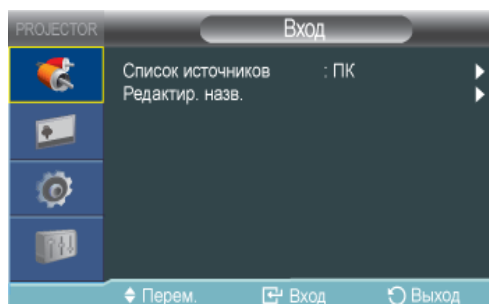 PROJECTOR Вход
Список источников : ПК
Редактир. назв.
Перем. Вход Выход